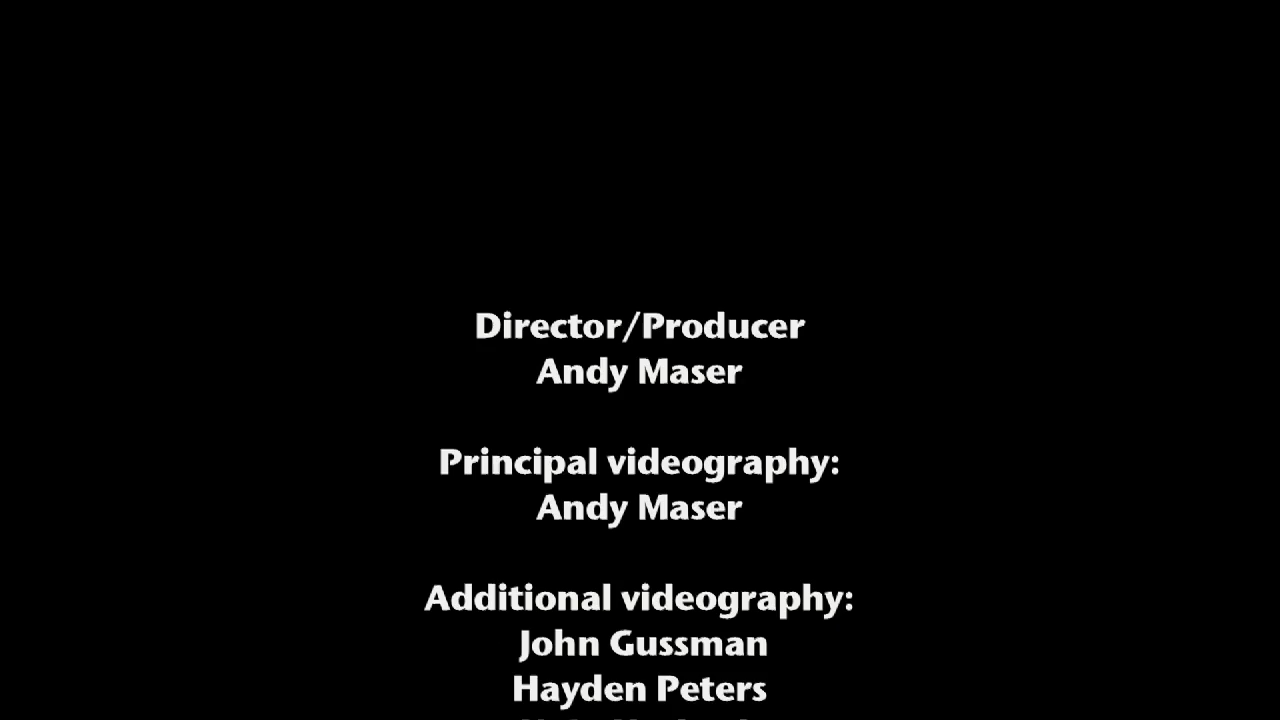 Director/Producer
Andy Maser
Principal videography:
Andy Maser
Additional videography:
John Gussman
Hayden Peters